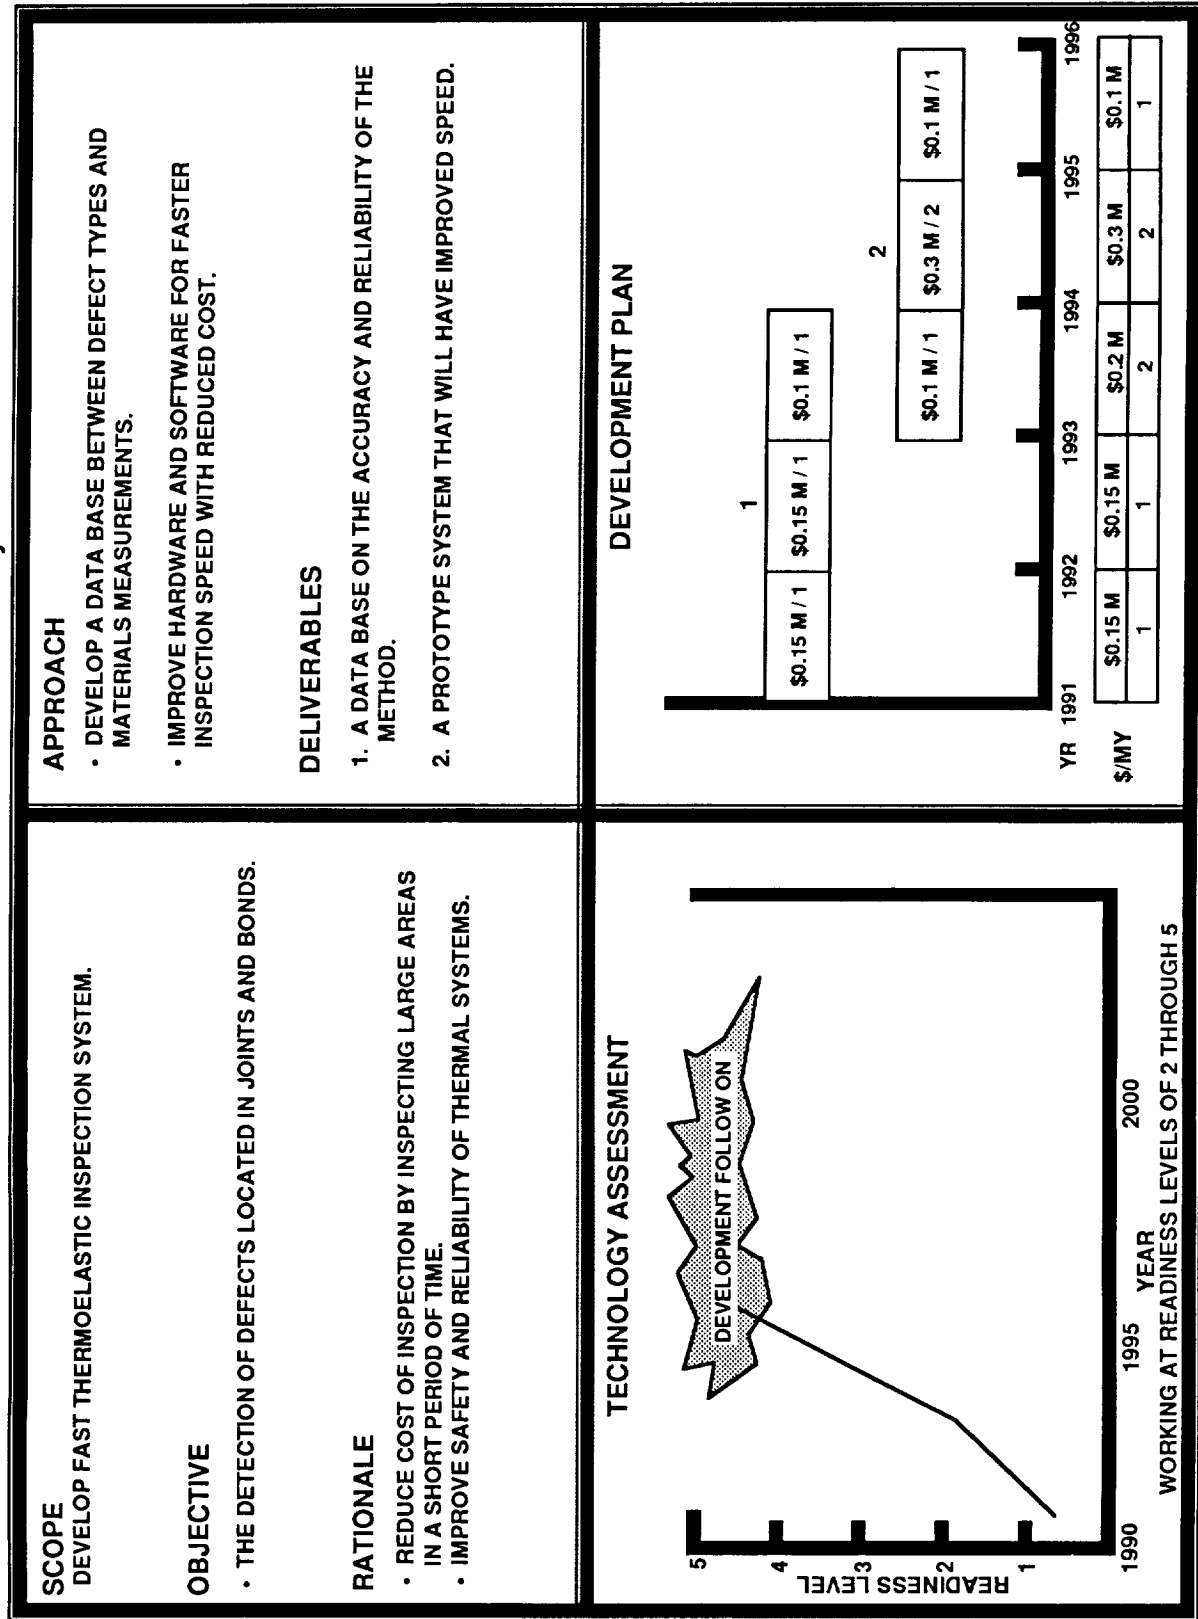 SCOPE
DEVELOP FAST THERMOELASTIC INSPECTION SYSTEM.
OBJECTIVE
• THE DETECTION OF DEFECTS LOCATED IN JOINTS AND BONDS.
RATIONALE
• REDUCE COST OF INSPECTION BY INSPECTING LARGE AREAS
IN A SHORT PERIOD OF TIME.
• IMPROVE SAFETY AND RELIABILITY OF THERMAL SYSTEMS.
APPROACH
• DEVELOP A DATA BASE BETWEEN DEFECT TYPES AND
MATERIALS MEASUREMENTS.
• IMPROVE HARDWARE AND SOFTWARE FOR FASTER
INSPECTION SPEED WITH REDUCED COST.
DELIVERABLES
1. A DATA BASE ON THE ACCURACY AND RELIABILITY OF THE
METHOD.
2. A PROTOTYPE SYSTEM THAT WILL HAVE IMPROVED SPEED.
TECHNOLOGY ASSESSMENT
READINESS LEVEL
5
4
3
2
1
DEVELOPMENT FOLLOW ON
1990 1995 2000
YEAR
WORKING AT READINESS LEVELS OF 2 THROUGH 5
DEVELOPMENT PLAN
1
$0.15 M / 1 $0.15 M / 1 $0.1 M / 1
2
$0.1 M / 1 $0.3 M / 2 $0.1 M / 1
YR 1991 1992 1993 1994 1995 1996
$/MY $0.15 M $0.15 M $0.2 M $0.3 M $0.1 M
1 1 2 2 1